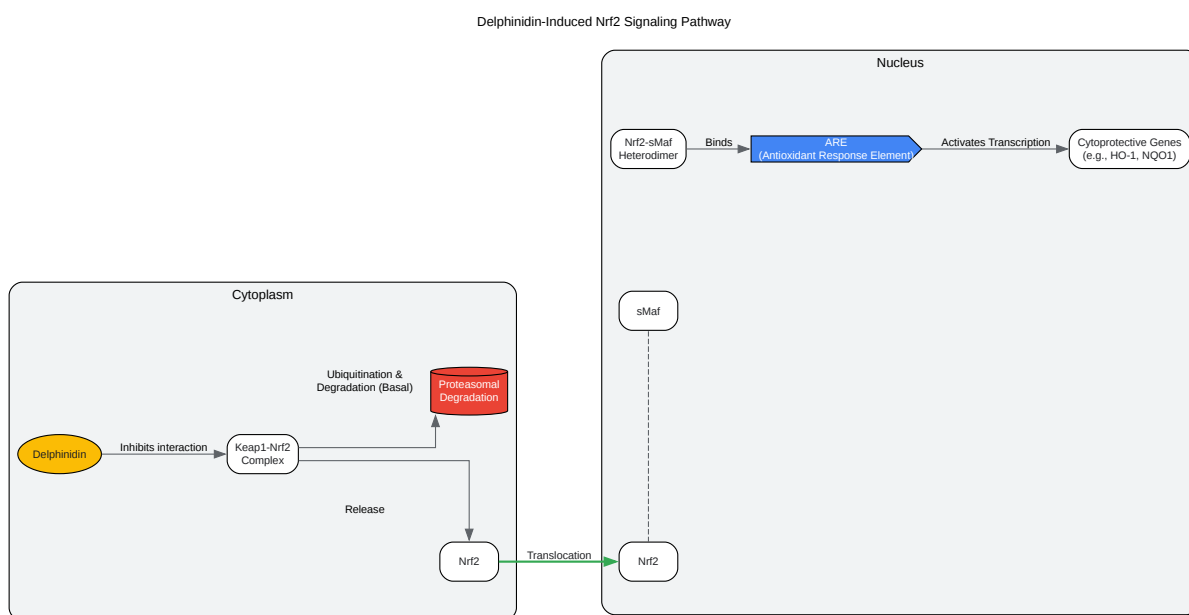 Delphinidin-Induced Nrf2 Signaling Pathway
Nucleus
Nrf2-sMaf
Heterodimer
Binds
ARE
(Antioxidant Response Element)
Activates Transcription
Cytoprotective Genes
(e.g., HO-1, NQO1)
Cytoplasm
sMaf
Ubiquitination &
Degradation (Basal)
Proteasomal
Degradation
Delphinidin
Inhibits interaction
Keap1-Nrf2
Complex
Release
Nrf2
Translocation
Nrf2